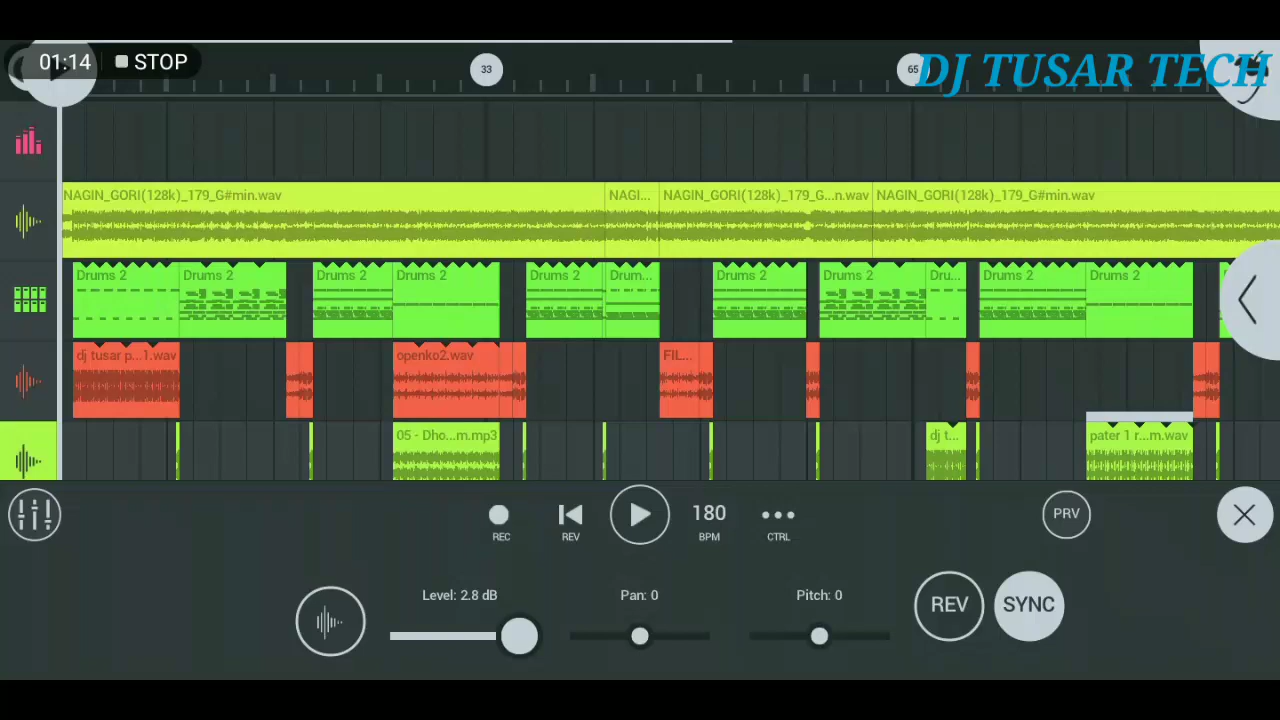 01:14 STOP
33
65
DJ TUSAR TECH
NAGIN_GORI(128k)_179_G#min.wav
NAGI...
NAGIN_GORI(128k)_179_G...n.wav
NAGIN_GORI(128k)_179_G#min.wav
Drums 2
Drums 2
Drums 2
Drums 2
Drums 2
Drum...
Drums 2
Drums 2
Dru...
Drums 2
Drums 2
dj tusar p...1.wav
openko2.wav
FIL...
05 - Dho...m.mp3
dj t...
pater 1 r...m.wav
REC
REV
180
BPM
CTRL
PRV
Level: 2.8 dB
Pan: 0
Pitch: 0
REV
SYNC